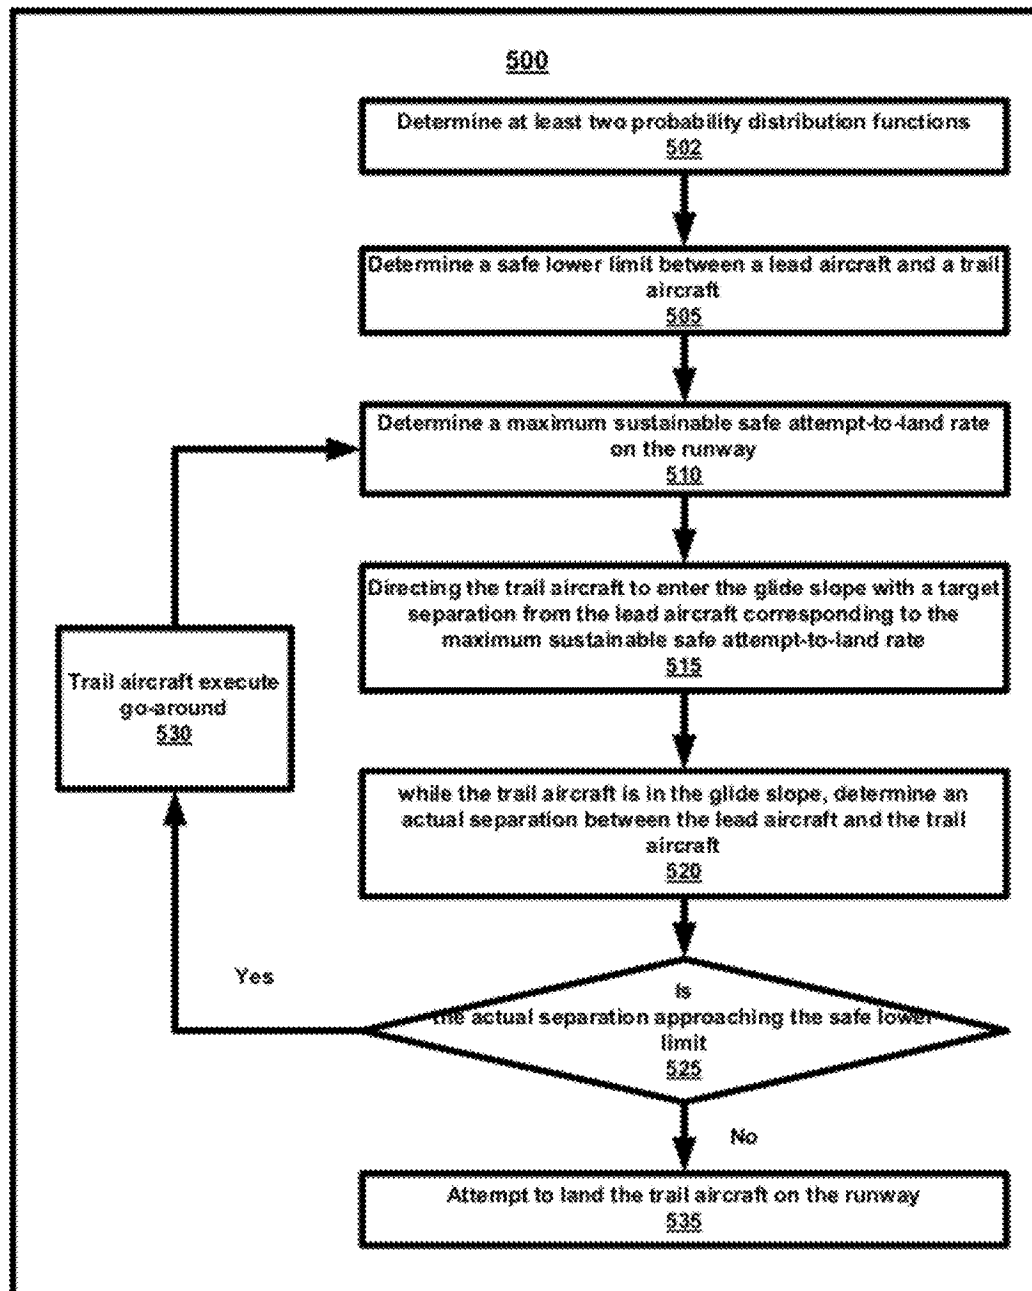 500
Determine at least two probability distribution functions
502
Determine a safe lower limit between a lead aircraft and a trail
aircraft
505
Determine a maximum sustainable safe attempt-to-land rate
on the runway
510
Directing the trail aircraft to enter the glide slope with a target
separation from the lead aircraft corresponding to the
maximum sustainable safe attempt-to-land rate
515
Trail aircraft execute
go-around
530
while the trail aircraft is in the glide slope, determine an
actual separation between the lead aircraft and the trail
aircraft
520
Yes
Is
the actual separation approaching the safe lower
limit
525
No
Attempt to land the trail aircraft on the runway
535